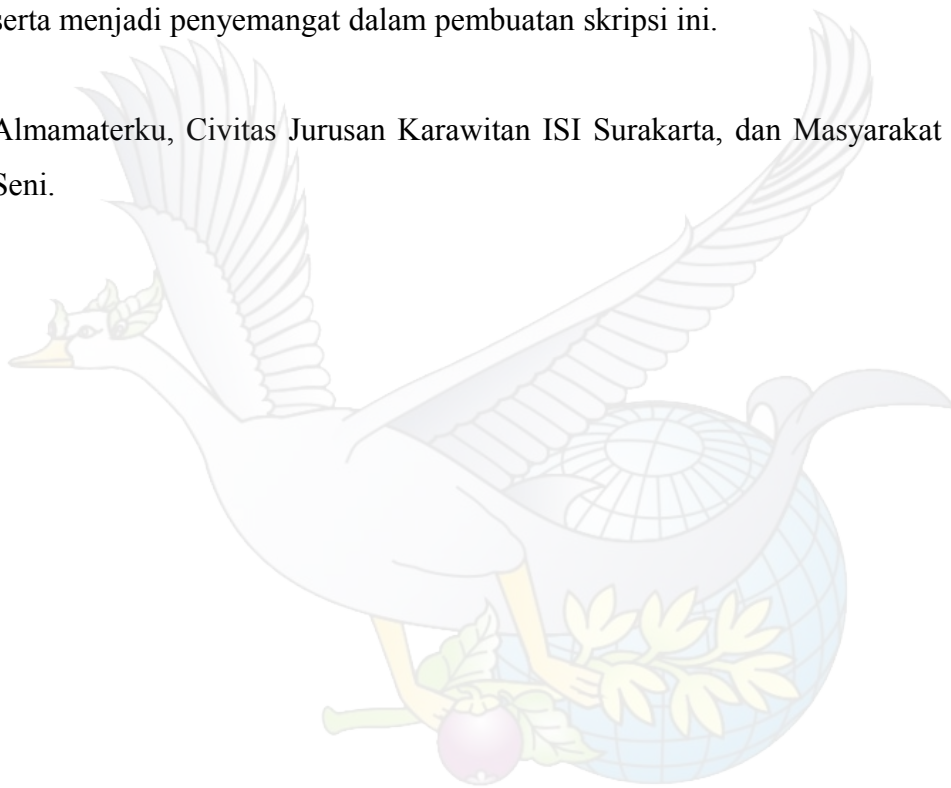 serta menjadi penyemangat dalam pembuatan skripsi ini.
Almamaterku, Civitas Jurusan Karawitan ISI Surakarta, dan Masyarakat
Seni.